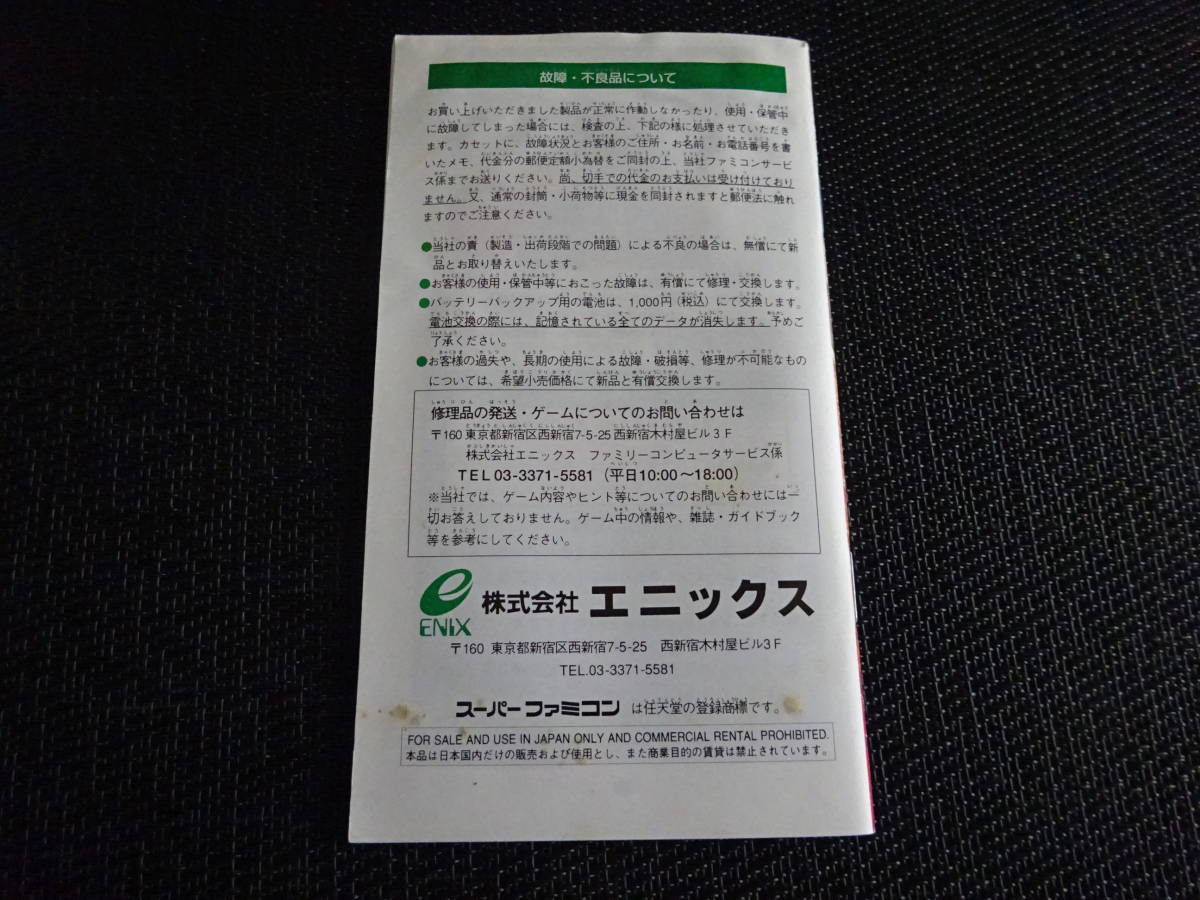 故障・不良品について
お買い上げいただきました製品が正常に作動しなかったり、使用・保管中
に故障してしまった場合には、検査の上、下記の様に処理させていただき
ます。カセットに、故障状況とお客様のご住所・お名前・お電話番号を書
いたメモ、代金分の郵便定額小為替をご同封の上、当社ファミコンサービ
ス係までお送りください。尚、切手での代金のお支払いは受け付けており
ません。又、通常の封筒・小荷物等に現金を同封されますと郵便法に触れ
ますのでご注意ください。
●当社の責（製造・出荷段階での問題）による不良の場合は、無償にて新
品とお取り替えいたします。
●お客様の使用・保管中等におこった故障は、有償にて修理・交換します。
●バッテリーバックアップ用の電池は、1,000円（税込）にて交換します。
電池交換の際には、記憶されている全てのデータが消失します。予めご
了承ください。
●お客様の過失や、長期の使用による故障・破損等、修理が不可能なもの
については、希望小売価格にて新品と有償交換します。
修理品の発送・ゲームについてのお問い合わせは
〒160 東京都新宿区西新宿7-5-25 西新宿木村屋ビル３Ｆ
株式会社エニックス ファミリーコンピュータサービス係
TEL 03-3371-5581（平日10:00～18:00）
※当社では、ゲーム内容やヒント等についてのお問い合わせには一
切お答えしておりません。ゲーム中の情報や、雑誌・ガイドブック
等を参考にしてください。
e ENIX 株式会社 エニックス
〒160 東京都新宿区西新宿7-5-25 西新宿木村屋ビル3Ｆ
TEL.03-3371-5581
スーパーファミコン は任天堂の登録商標です。
FOR SALE AND USE IN JAPAN ONLY AND COMMERCIAL RENTAL PROHIBITED.
本品は日本国内だけの販売および使用とし、また商業目的の賃貸は禁止されています。